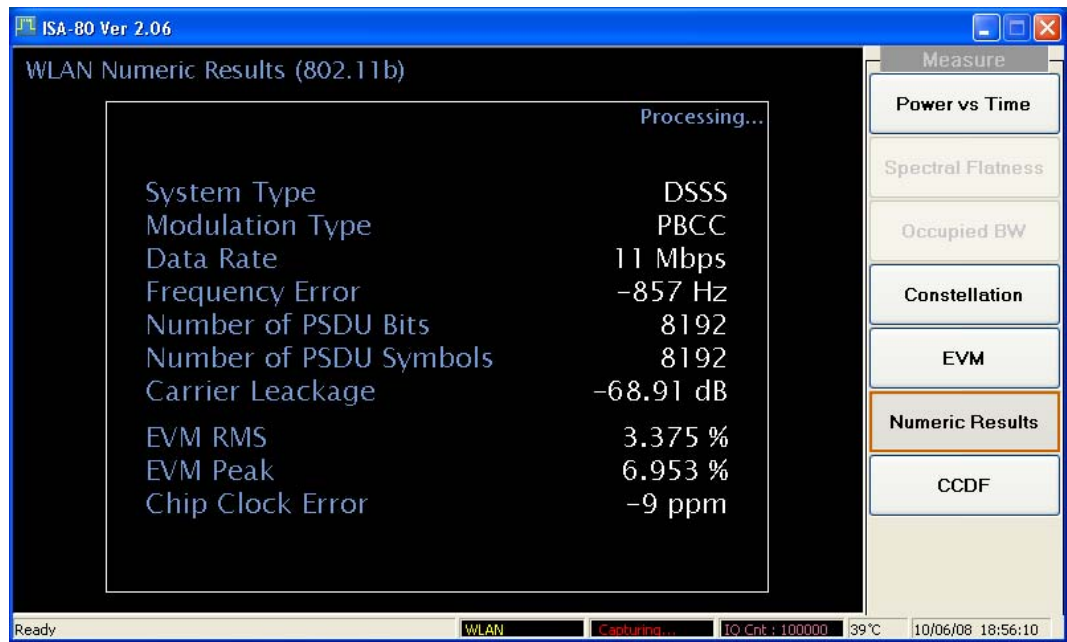 ISA-80 Ver 2.06
WLAN Numeric Results (802.11b)
Processing...
System Type DSSS
Modulation Type PBCC
Data Rate 11 Mbps
Frequency Error -857 Hz
Number of PSDU Bits 8192
Number of PSDU Symbols 8192
Carrier Leackage -68.91 dB
EVM RMS 3.375 %
EVM Peak 6.953 %
Chip Clock Error -9 ppm
Measure
Power vs Time
Spectral Flatness
Occupied BW
Constellation
EVM
Numeric Results
CCDF
Ready WLAN Capturing... IQ Cnt : 100000 39°C 10/06/08 18:56:10